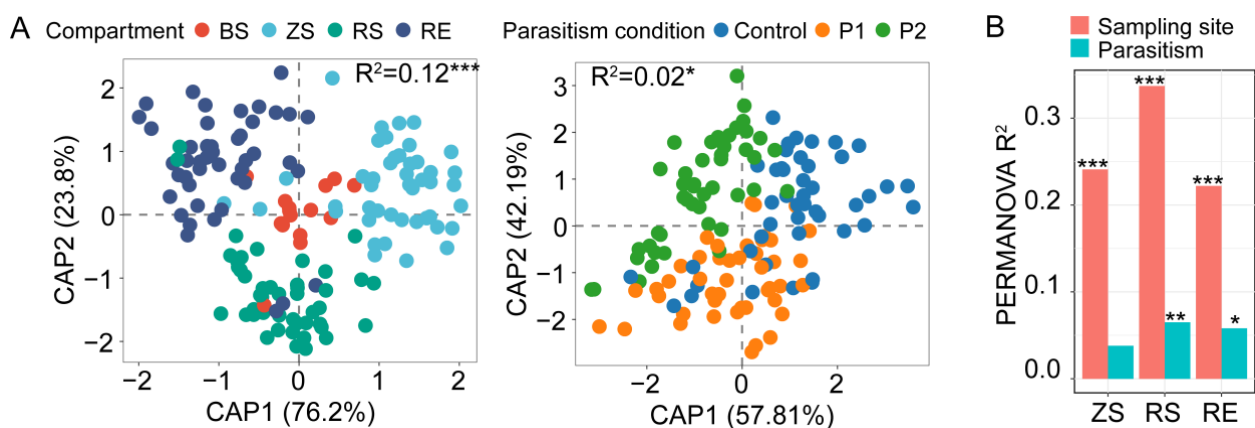 A
Compartment BS ZS RS RE
R²=0.12***
CAP2 (23.8%)
2
1
0
−1
−2
−2 −1 0 1 2
CAP1 (76.2%)
Parasitism condition Control P1 P2
R²=0.02*
CAP2 (42.19%)
3
2
1
0
−1
−2
−2 0 2
CAP1 (57.81%)
B
Sampling site
Parasitism
PERMANOVA R²
0.3
0.2
0.1
0.0
***
***
**
***
*
ZS RS RE